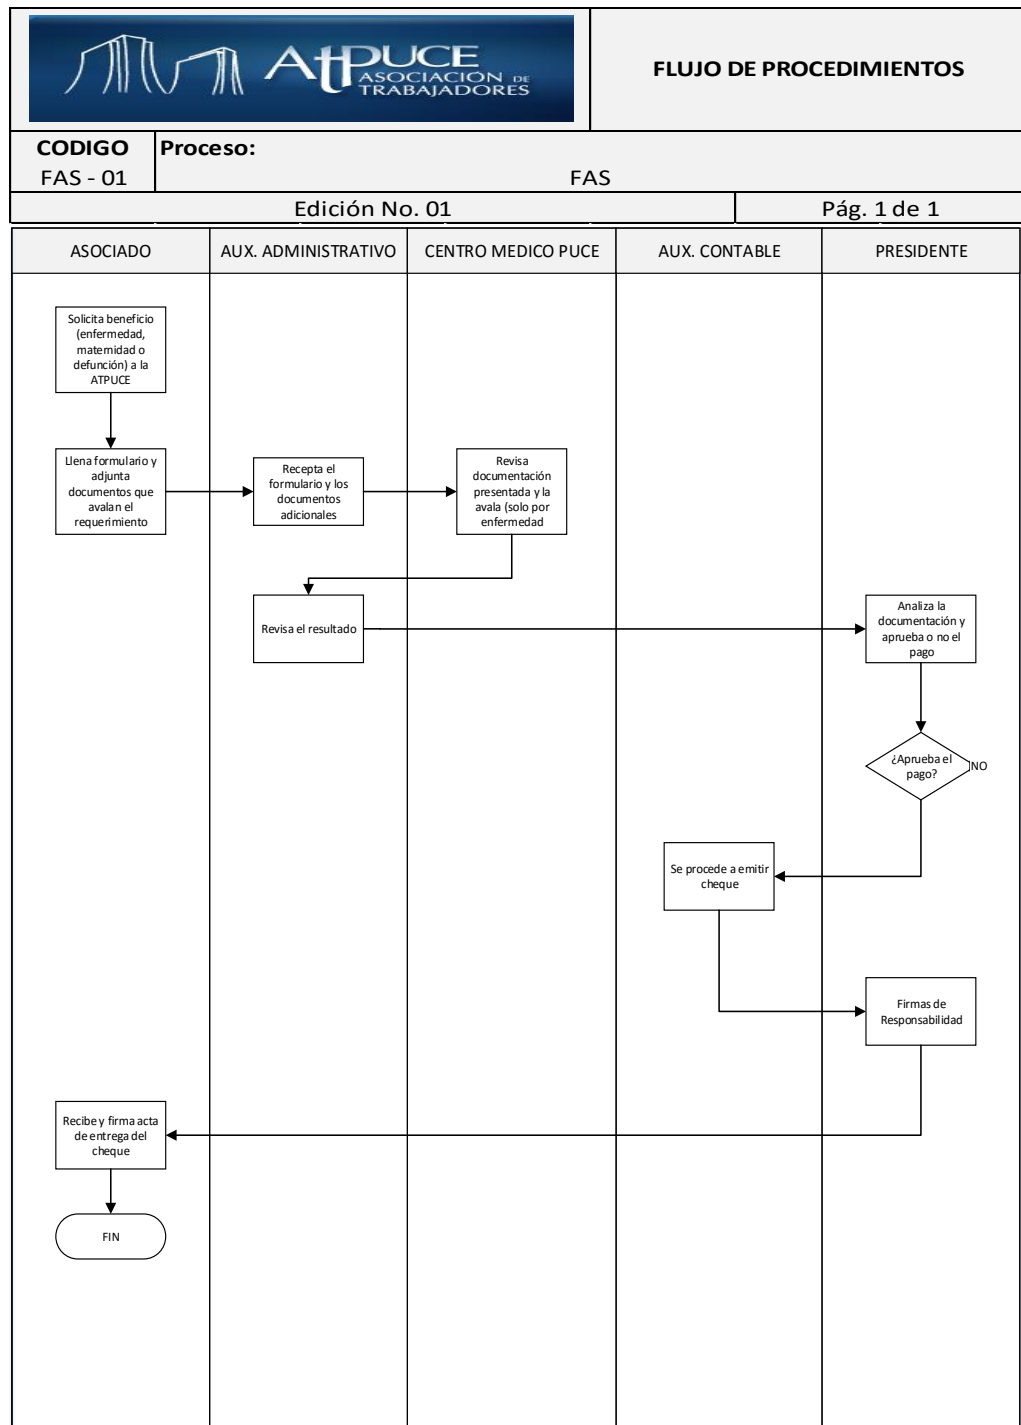 AtPUCE
ASOCIACIÓN DE
TRABAJADORES
FLUJO DE PROCEDIMIENTOS
CODIGO
FAS - 01
Proceso:
FAS
Edición No. 01
Pág. 1 de 1
ASOCIADO
AUX. ADMINISTRATIVO
CENTRO MEDICO PUCE
AUX. CONTABLE
PRESIDENTE
Solicita beneficio
(enfermedad,
maternidad o
defunción) a la
ATPUCE
Llena formulario y
adjunta
documentos que
avalan el
requerimiento
Recepta el
formulario y los
documentos
adicionales
Revisa
documentación
presentada y la
avala (solo por
enfermedad
Revisa el resultado
Analiza la
documentación y
aprueba o no el
pago
¿Aprueba el
pago?
NO
Se procede a emitir
cheque
Firmas de
Responsabilidad
Recibe y firma acta
de entrega del
cheque
FIN